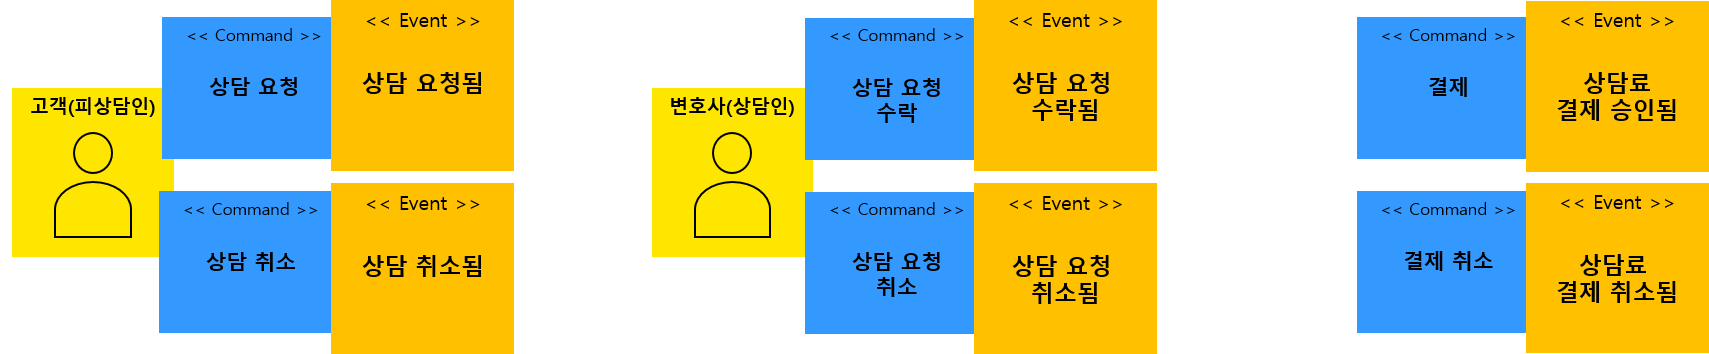 고객(피상담인)
<< Command >>
상담 요청
<< Event >>
상담 요청됨
<< Command >>
상담 취소
<< Event >>
상담 취소됨
변호사(상담인)
<< Command >>
상담 요청
수락
<< Event >>
상담 요청
수락됨
<< Command >>
상담 요청
취소
<< Event >>
상담 요청
취소됨
<< Command >>
결제
<< Event >>
상담료
결제 승인됨
<< Command >>
결제 취소
<< Event >>
상담료
결제 취소됨